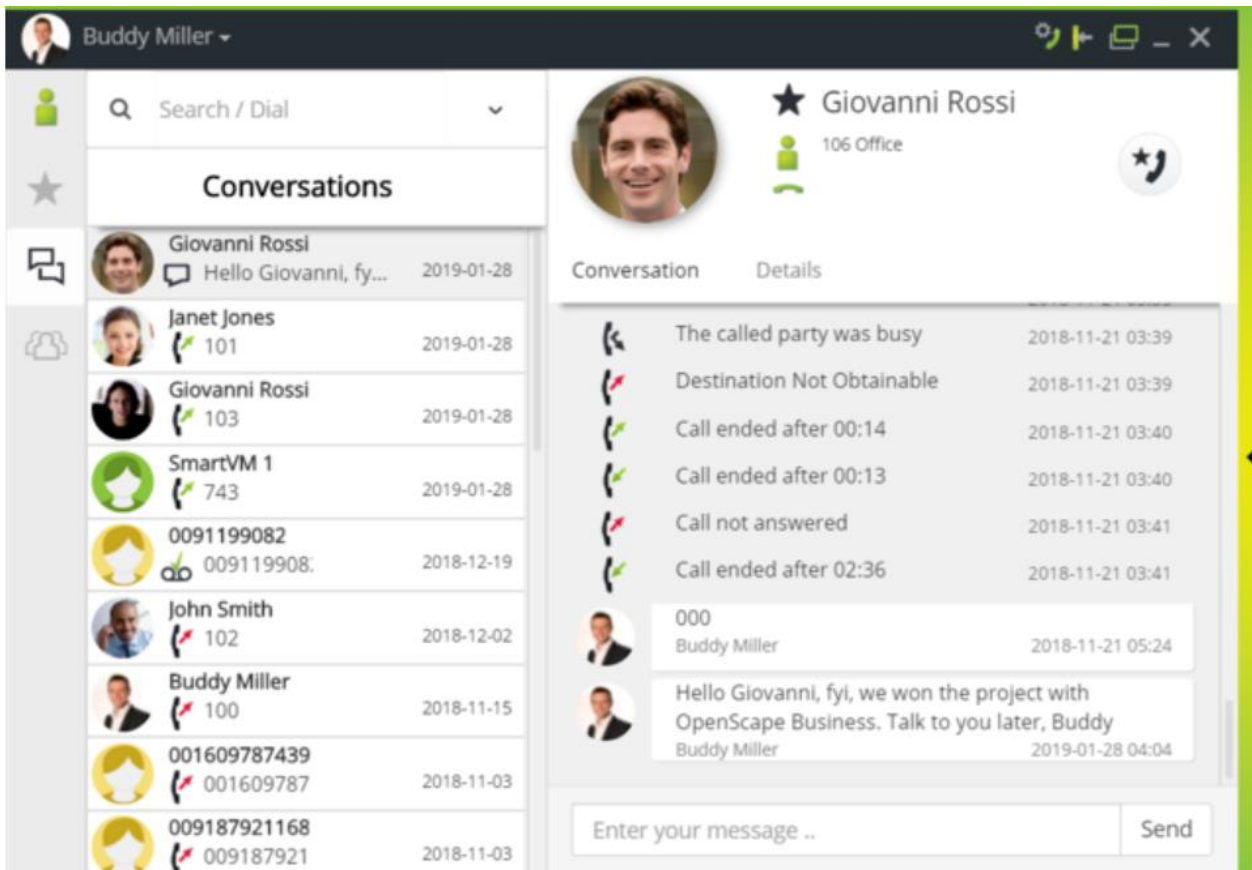 Buddy Miller
Search / Dial
Conversations
Giovanni Rossi
Hello Giovanni, fy... 2019-01-28
Janet Jones
101 2019-01-28
Giovanni Rossi
103 2019-01-28
SmartVM 1
743 2019-01-28
0091199082
009119908 2018-12-19
John Smith
102 2018-12-02
Buddy Miller
100 2018-11-15
001609787439
001609787 2018-11-03
009187921168
009187921 2018-11-03
Giovanni Rossi
106 Office
Conversation Details
The called party was busy 2018-11-21 03:39
Destination Not Obtainable 2018-11-21 03:39
Call ended after 00:14 2018-11-21 03:40
Call ended after 00:13 2018-11-21 03:40
Call not answered 2018-11-21 03:41
Call ended after 02:36 2018-11-21 03:41
000
Buddy Miller 2018-11-21 05:24
Hello Giovanni, fyi, we won the project with
OpenScape Business. Talk to you later, Buddy
Buddy Miller 2019-01-28 04:04
Enter your message .. Send